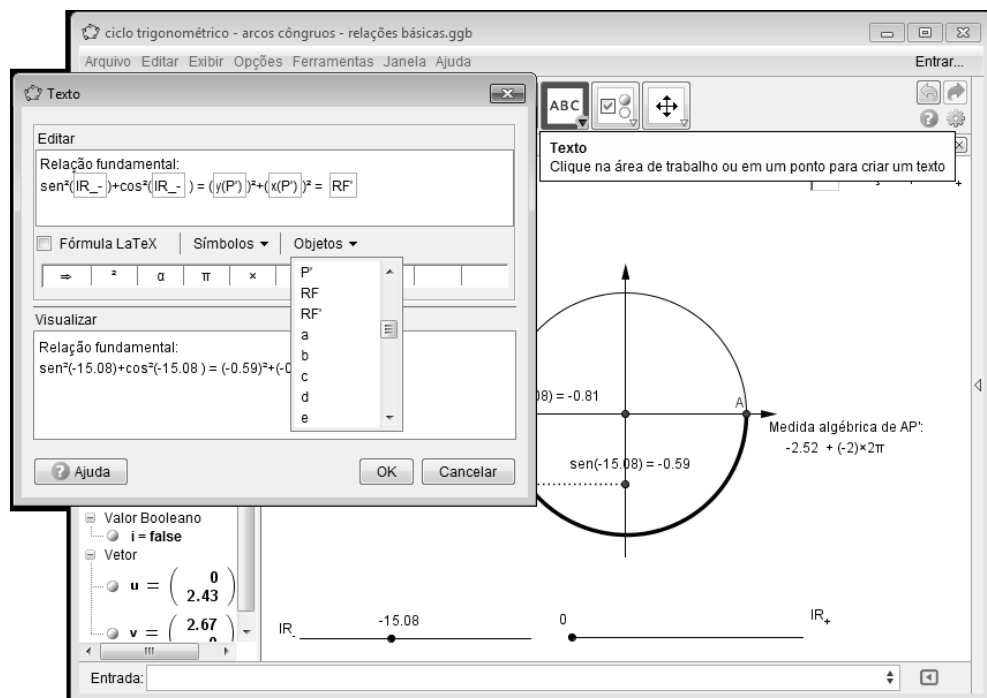 ciclo trigonométrico - arcos côngruos - relações básicas.ggb
Arquivo Editar Exibir Opções Ferramentas Janela Ajuda
Entrar...
Texto
ABC
Texto
Clique na área de trabalho ou em um ponto para criar um texto
Editar
Relação fundamental:
sen²(IR_-)+cos²(IR_-) = (y(P'))²+(x(P'))² = RF'
Fórmula LaTeX
Símbolos
Objetos
⇒ ² α π ×
P'
RF
RF'
a
b
c
d
e
Visualizar
Relação fundamental:
sen²(-15.08)+cos²(-15.08 ) = (-0.59)²+(-0
Ajuda
OK
Cancelar
8) = -0.81
A
Medida algébrica de AP':
-2.52 + (-2)×2π
sen(-15.08) = -0.59
Valor Booleano
i = false
Vetor
u = ( 0
2.43 )
v = ( 2.67
-15.08
0
IR-
IR+
Entrada: